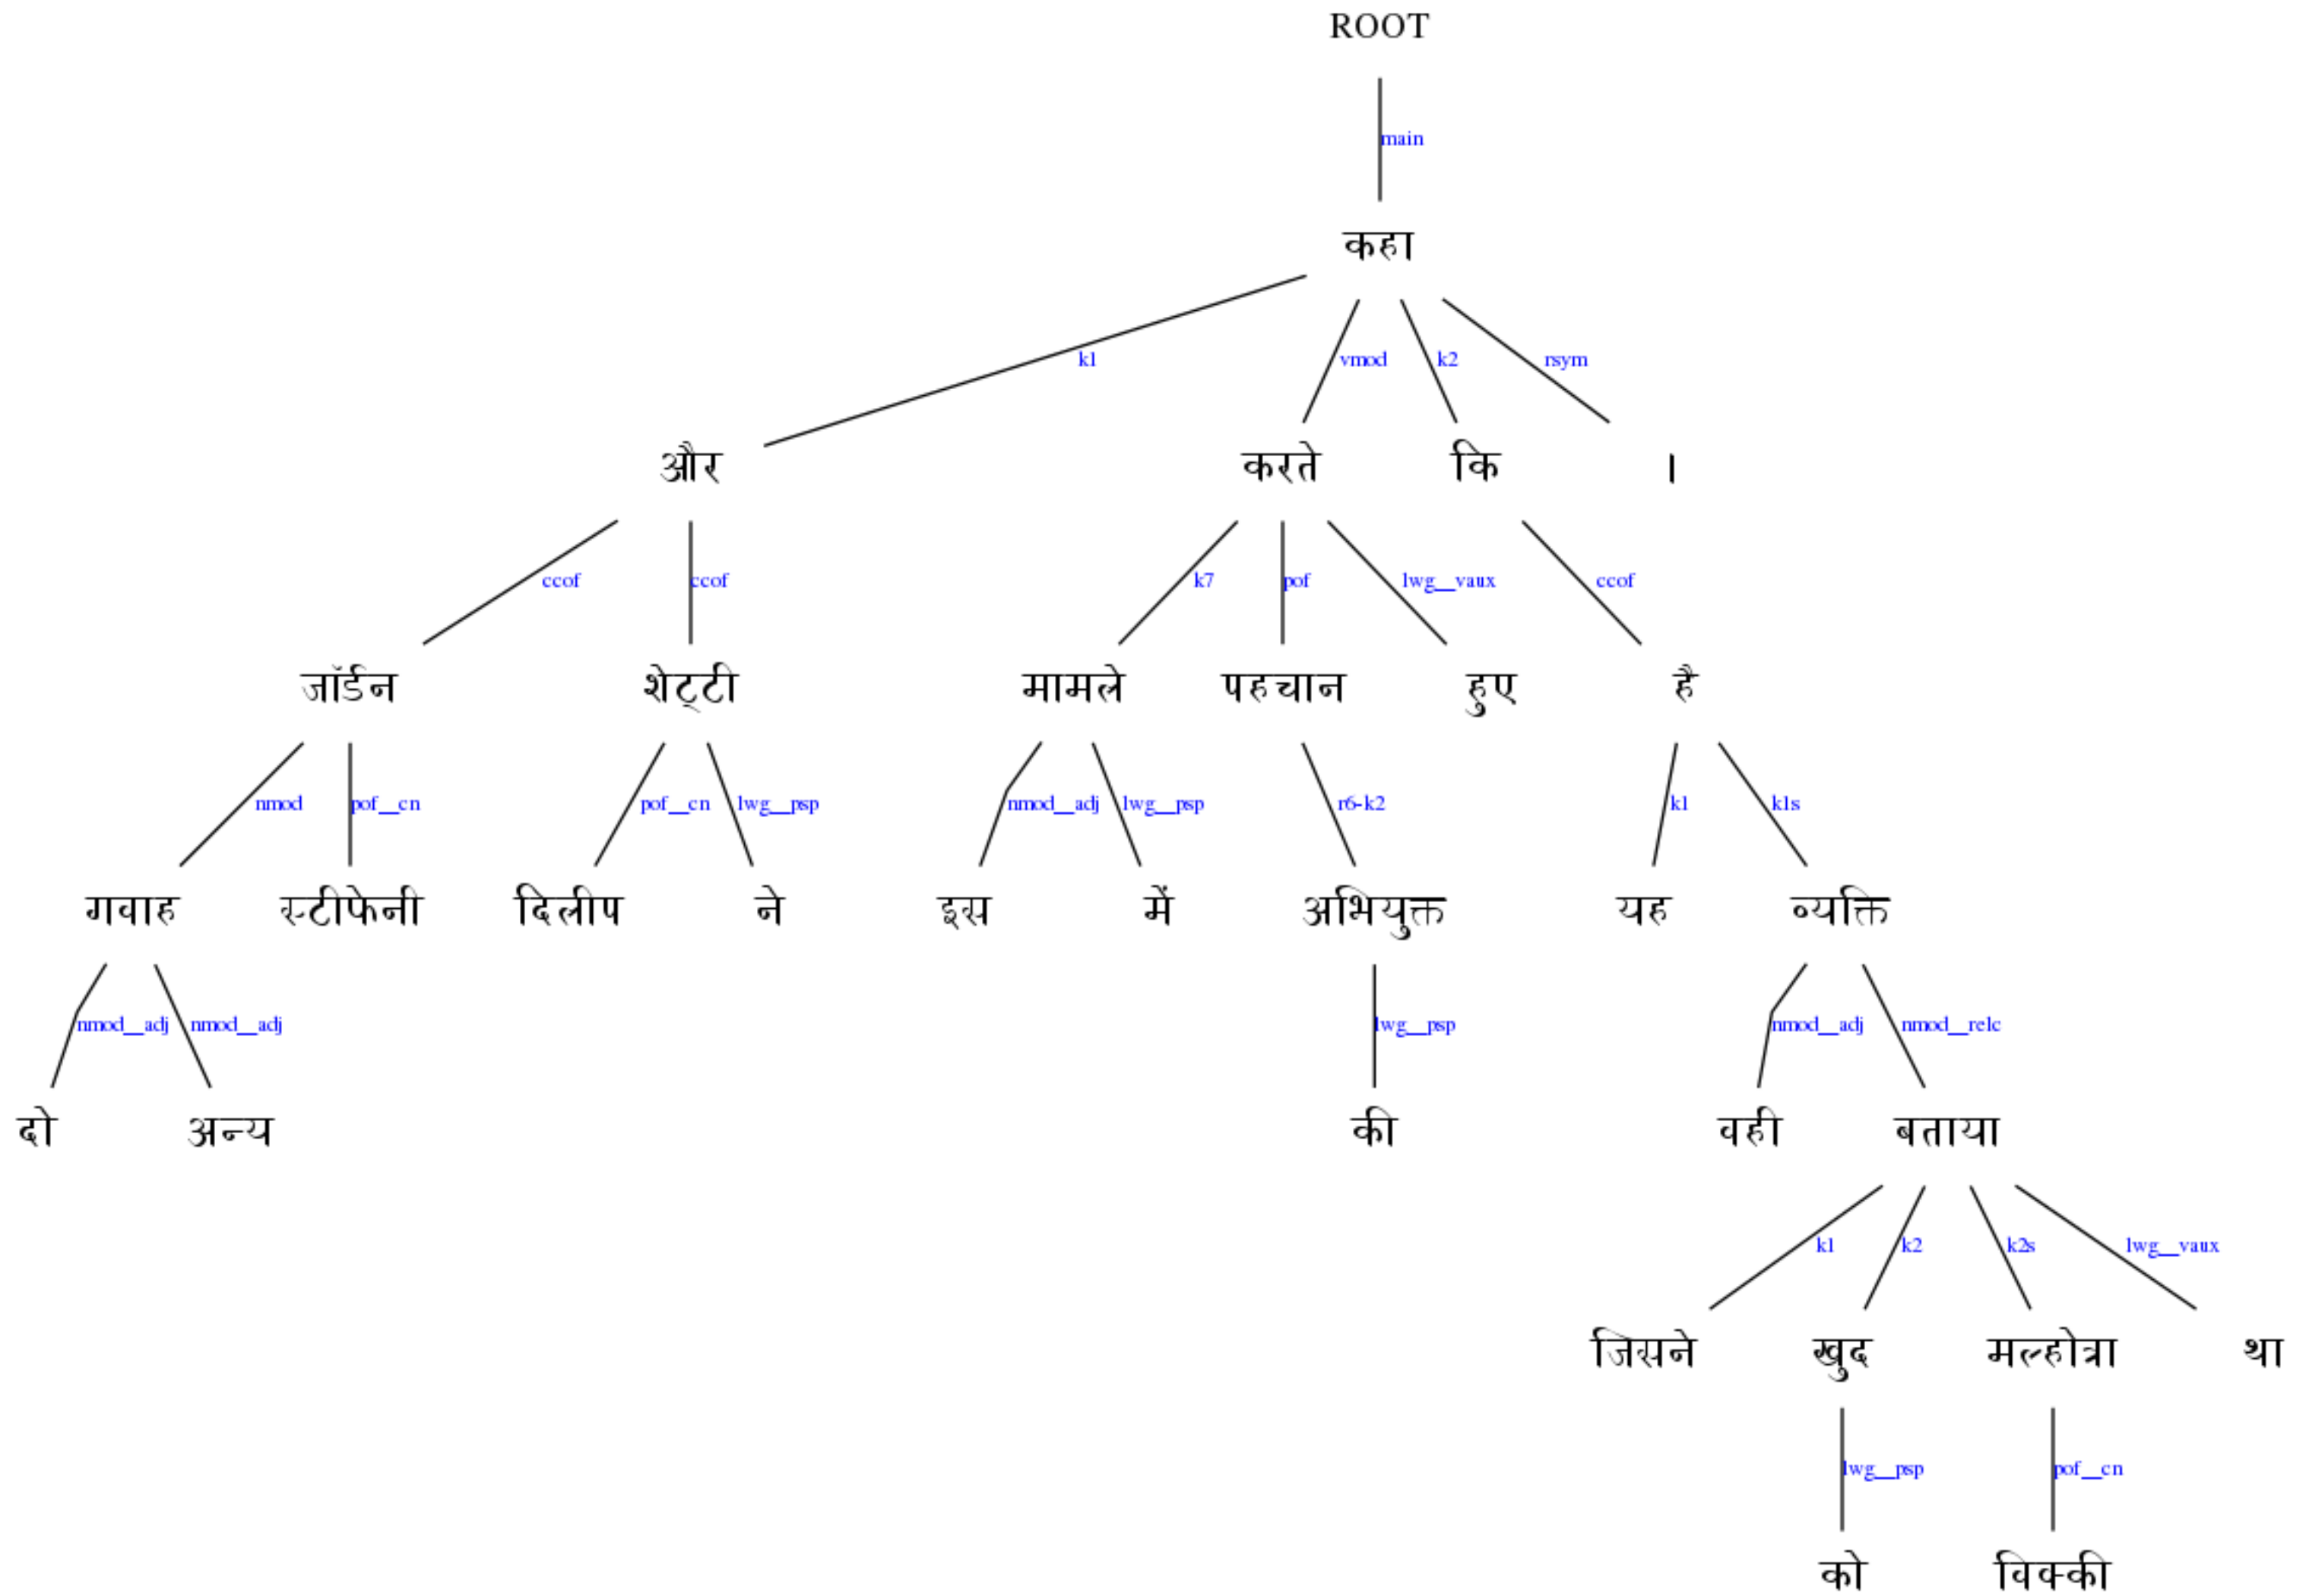 ROOT
main
कहा
k1 vmod k2 rsym
और करते कि ।
ccof ccof k7 pof lwg__vaux ccof
जॉर्डन शेट्टी मामले पहचान हुए है
nmod pof__cn pof__cn lwg__psp nmod__adj lwg__psp r6-k2 k1 k1s
गवाह स्टीफेनी दिलीप ने इस में अभियुक्त यह व्यक्ति
nmod__adj nmod__adj lwg__psp nmod__adj nmod__relc
दो अन्य की वही बताया
k1 k2 k2s lwg__vaux
जिसने खुद मल्होत्रा था
lwg__psp pof__cn
को विक्की